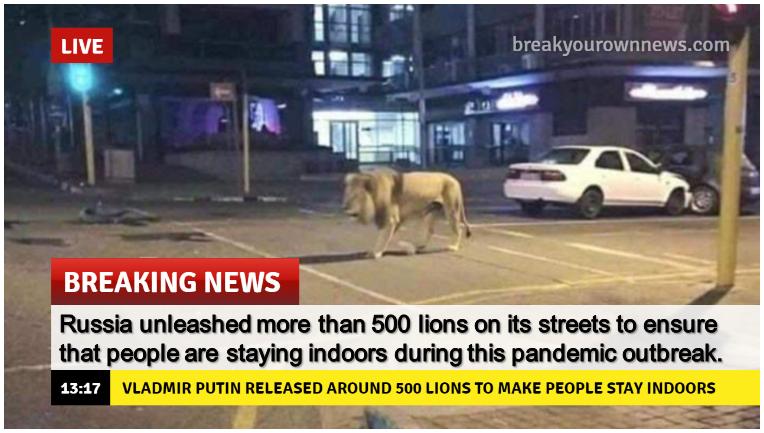 LIVE
breakyourownnews.com
BREAKING NEWS
Russia unleashed more than 500 lions on its streets to ensure
that people are staying indoors during this pandemic outbreak.
13:17 VLADMIR PUTIN RELEASED AROUND 500 LIONS TO MAKE PEOPLE STAY INDOORS